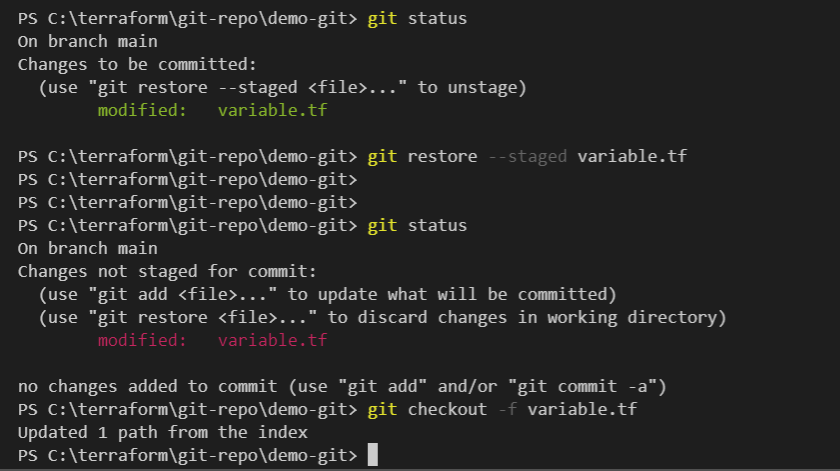 PS C:\terraform\git-repo\demo-git> git status
On branch main
Changes to be committed:
  (use "git restore --staged <file>..." to unstage)
        modified:   variable.tf

PS C:\terraform\git-repo\demo-git> git restore --staged variable.tf
PS C:\terraform\git-repo\demo-git>
PS C:\terraform\git-repo\demo-git>
PS C:\terraform\git-repo\demo-git> git status
On branch main
Changes not staged for commit:
  (use "git add <file>..." to update what will be committed)
  (use "git restore <file>..." to discard changes in working directory)
        modified:   variable.tf

no changes added to commit (use "git add" and/or "git commit -a")
PS C:\terraform\git-repo\demo-git> git checkout -f variable.tf
Updated 1 path from the index
PS C:\terraform\git-repo\demo-git>